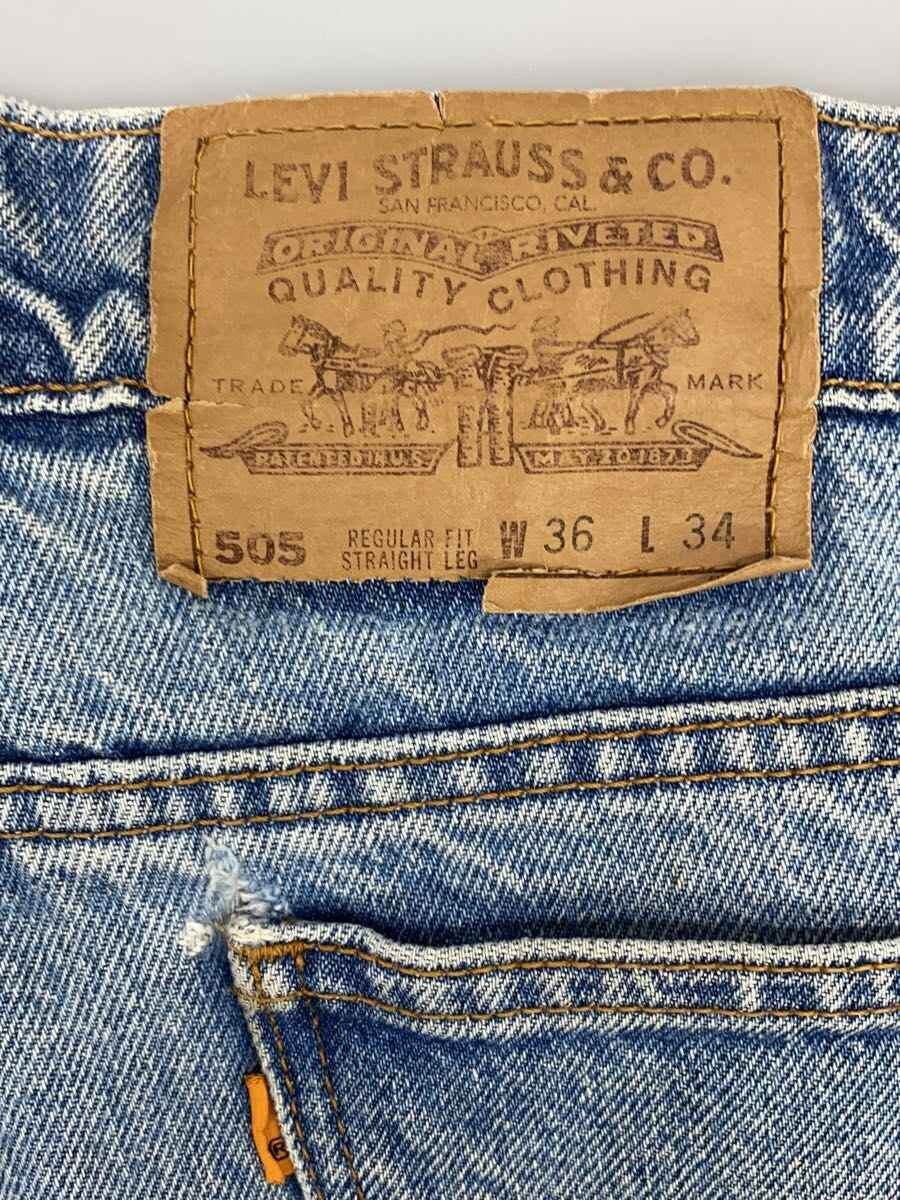 LEVI STRAUSS & CO.
SAN FRANCISCO, CAL.
ORIGINAL RIVETED
QUALITY CLOTHING
TRADE MARK
PATENTED IN U.S. MAY 20 1873
505 REGULAR FIT STRAIGHT LEG W 36 L 34
®